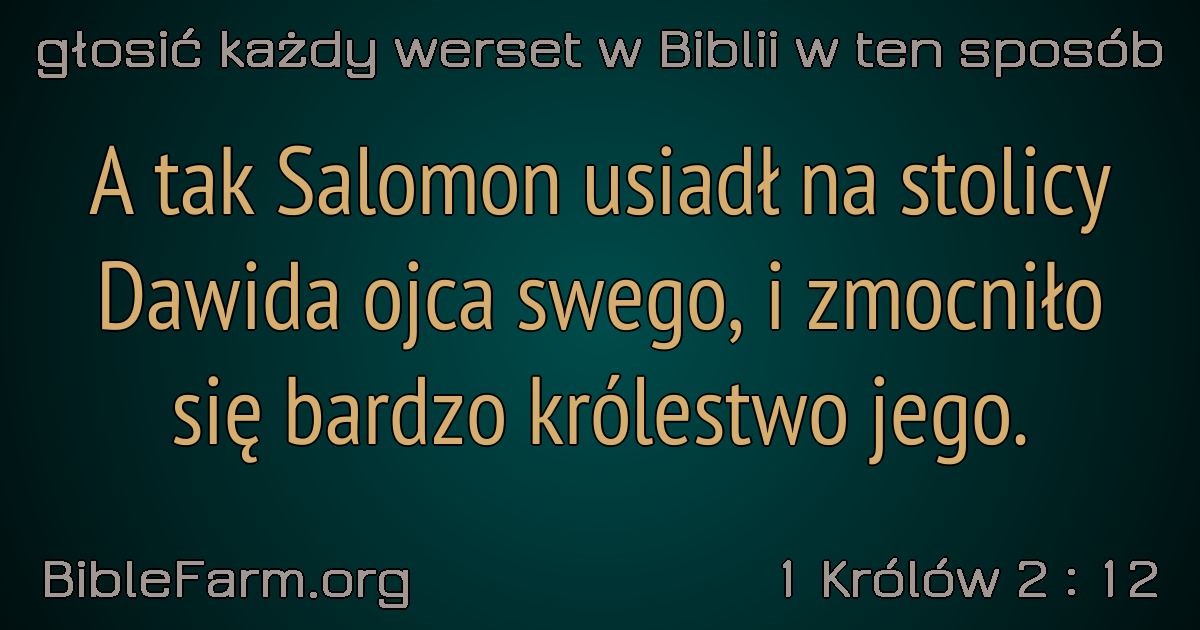 głosić każdy werset w Biblii w ten sposób
A tak Salomon usiadł na stolicy
Dawida ojca swego, i zmocniło
się bardzo królestwo jego.
BibleFarm.org
1 Królów 2 : 12